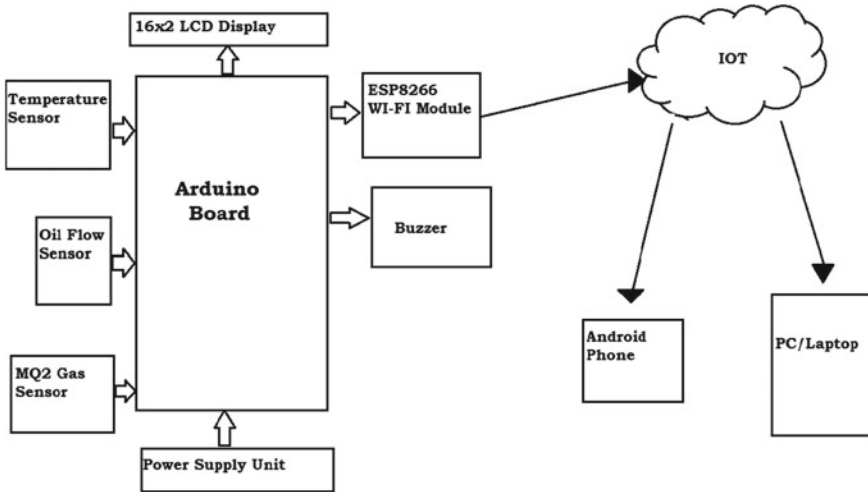 16x2 LCD Display
IOT
Temperature
Sensor
ESP8266
WI-FI Module
Arduino
Board
Oil Flow
Sensor
Buzzer
Android
Phone
PC/Laptop
MQ2 Gas
Sensor
Power Supply Unit